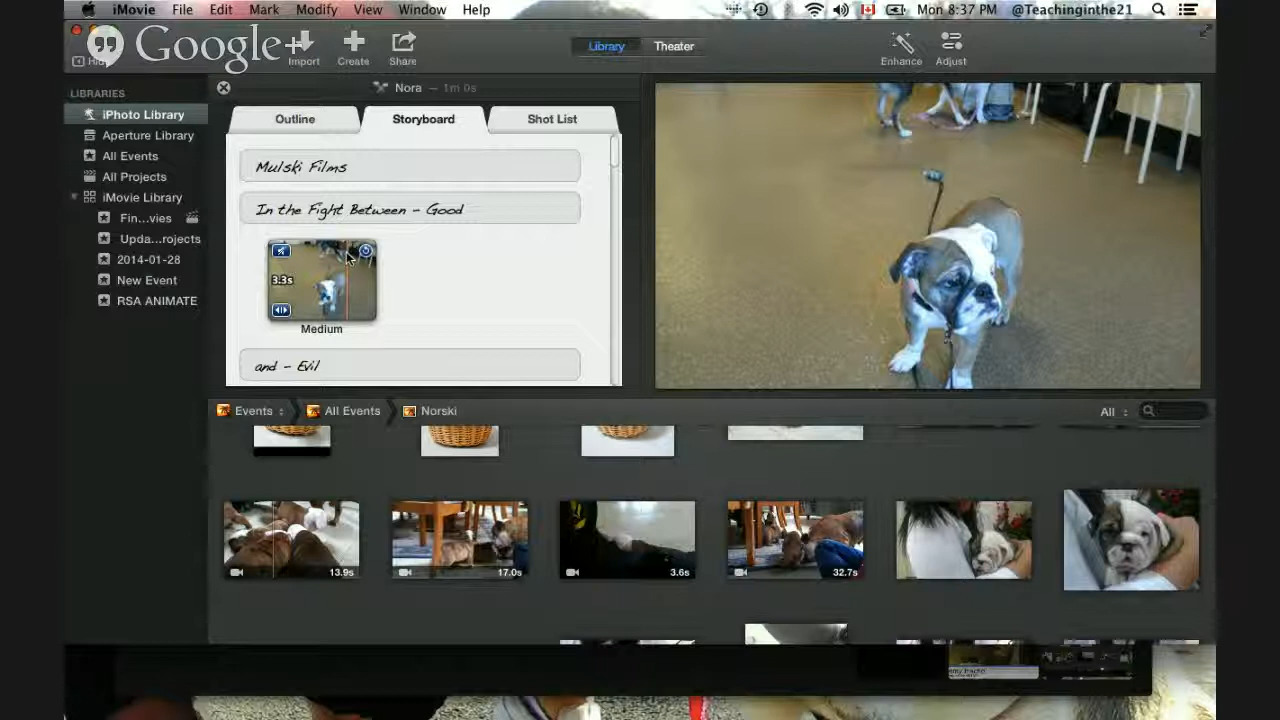 iMovie File Edit Mark Modify View Window Help Mon 8:37 PM @Teachinginthe21
Google+
Import Create Share Library Theater Enhance Adjust
LIBRARIES
iPhoto Library
Aperture Library
All Events
All Projects
iMovie Library
Fin...vies
Upda...rojects
2014-01-28
New Event
RSA ANIMATE
Nora – 1m 0s
Outline Storyboard Shot List
Mulski Films
In the Fight Between - Good
3.3s
Medium
and - Evil
Events All Events Norski All
13.9s 17.0s 3.6s 32.7s